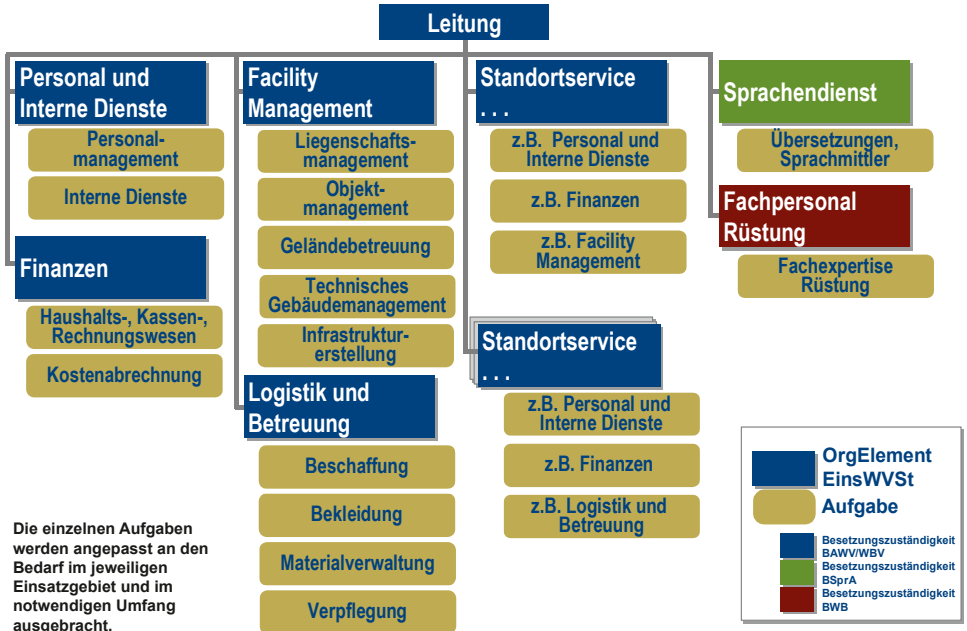 Leitung
Personal und
Interne Dienste
Personal-
management
Interne Dienste
Finanzen
Haushalts-, Kassen-,
Rechnungswesen
Kostenabrechnung
Facility
Management
Liegenschafts-
management
Objekt-
management
Geländebetreuung
Technisches
Gebäudemanagement
Infrastruktur-
erstellung
Logistik und
Betreuung
Beschaffung
Bekleidung
Materialverwaltung
Verpflegung
Standortservice
. . .
z.B. Personal und
Interne Dienste
z.B. Finanzen
z.B. Facility
Management
Standortservice
. . .
z.B. Personal und
Interne Dienste
z.B. Finanzen
z.B. Logistik und
Betreuung
Sprachendienst
Übersetzungen,
Sprachmittler
Fachpersonal
Rüstung
Fachexpertise
Rüstung
Die einzelnen Aufgaben
werden angepasst an den
Bedarf im jeweiligen
Einsatzgebiet und im
notwendigen Umfang
ausgebracht.
OrgElement
EinsWVSt
Aufgabe
Besetzungszuständigkeit
BAWV/WBV
Besetzungszuständigkeit
BSprA
Besetzungszuständigkeit
BWB